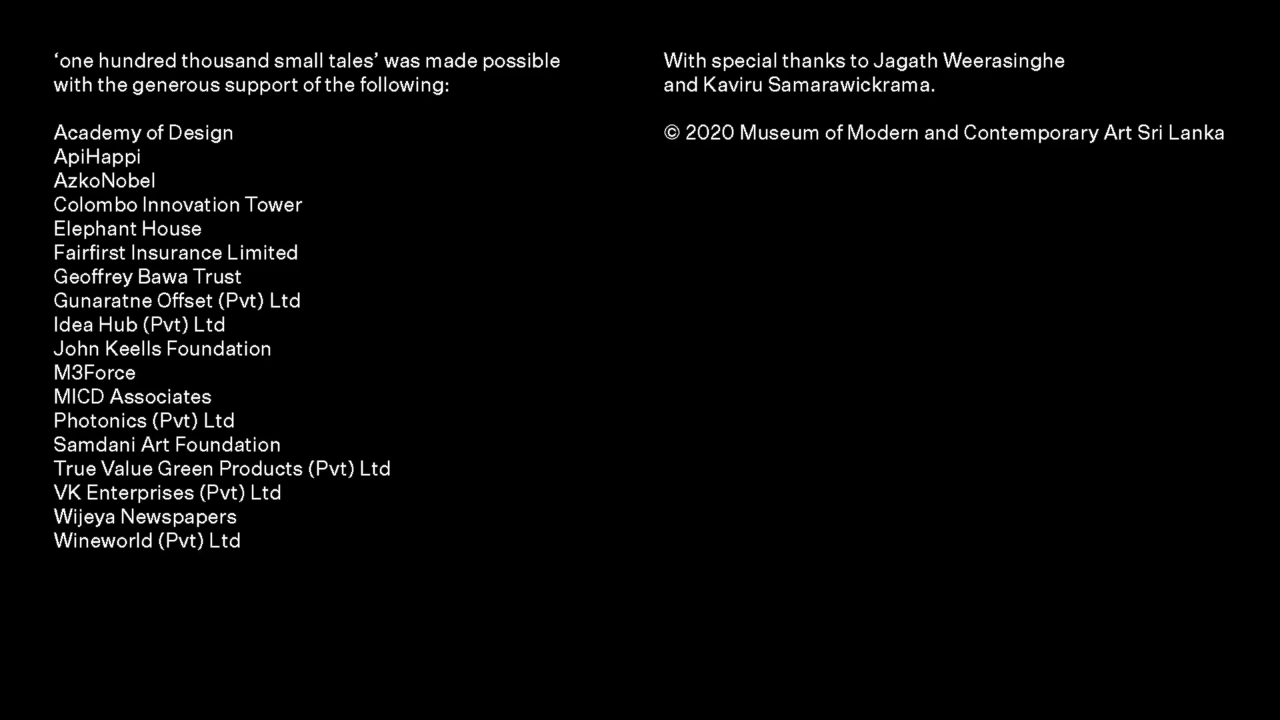 ‘one hundred thousand small tales’ was made possible
with the generous support of the following:
Academy of Design
ApiHappi
AzkoNobel
Colombo Innovation Tower
Elephant House
Fairfirst Insurance Limited
Geoffrey Bawa Trust
Gunaratne Offset (Pvt) Ltd
Idea Hub (Pvt) Ltd
John Keells Foundation
M3Force
MICD Associates
Photonics (Pvt) Ltd
Samdani Art Foundation
True Value Green Products (Pvt) Ltd
VK Enterprises (Pvt) Ltd
Wijeya Newspapers
Wineworld (Pvt) Ltd
With special thanks to Jagath Weerasinghe
and Kaviru Samarawickrama.
© 2020 Museum of Modern and Contemporary Art Sri Lanka